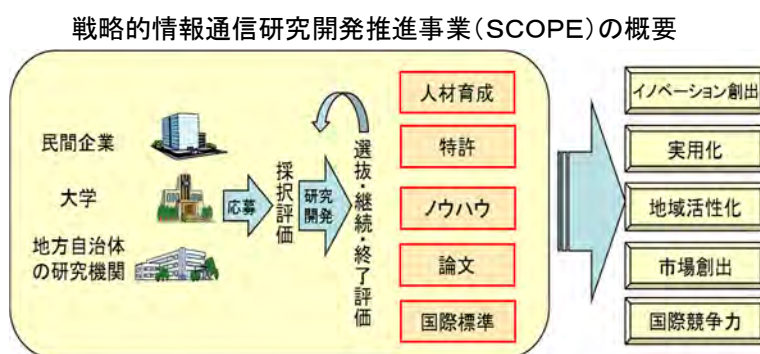 戦略的情報通信研究開発推進事業(SCOPE)の概要
民間企業
大学
地方自治体
の研究機関
応募
採択評価
研究
開発
選抜・継続・終了評価
人材育成
特許
ノウハウ
論文
国際標準
イノベーション創出
実用化
地域活性化
市場創出
国際競争力